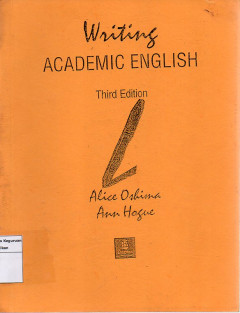 Writing
ACADEMIC ENGLISH
Third Edition
Alice Oshima
Ann Hogue